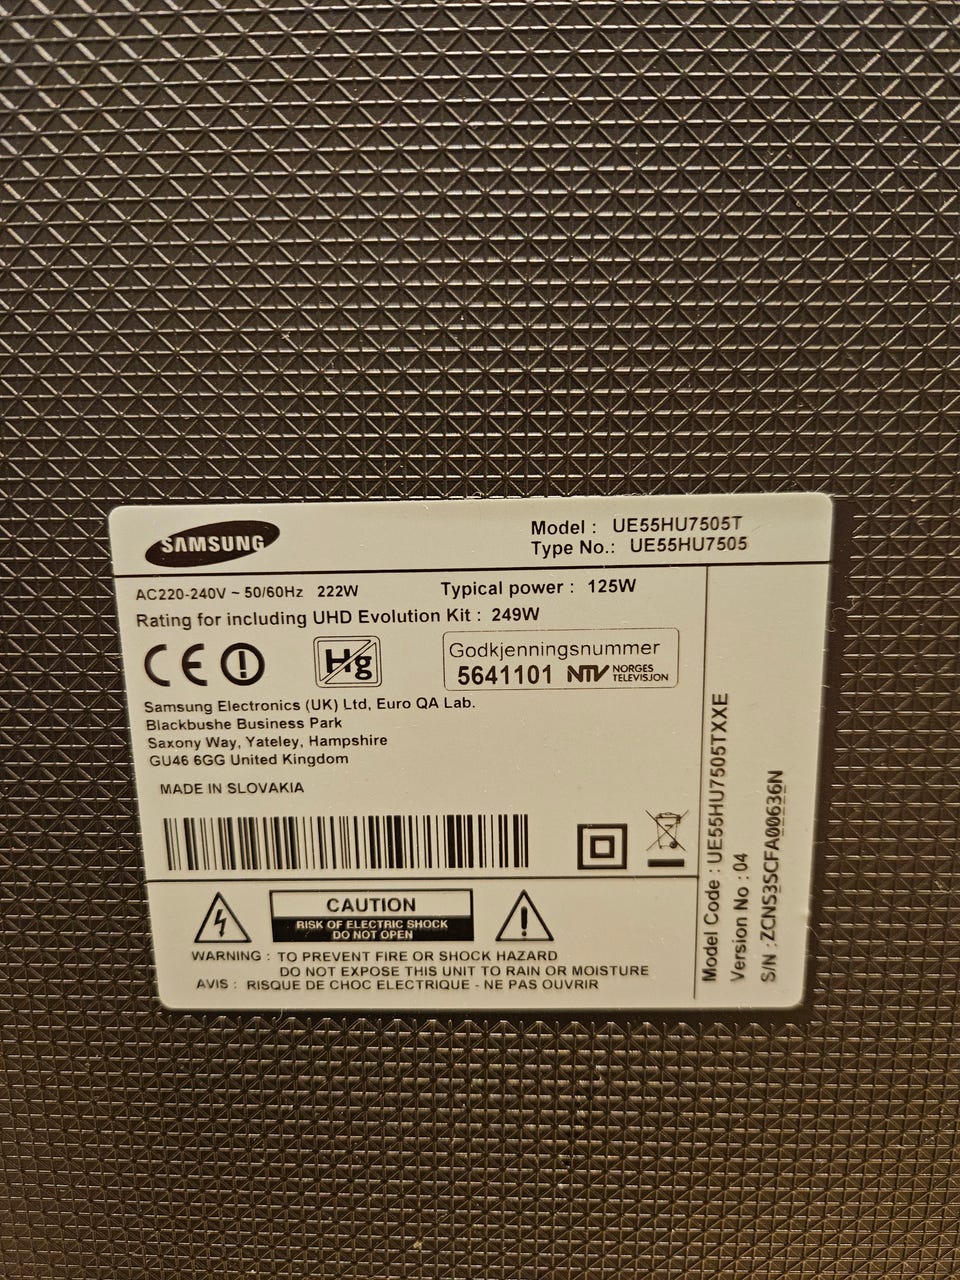 SAMSUNG
Model : UE55HU7505T
Type No.: UE55HU7505
AC220-240V ~ 50/60Hz 222W
Typical power : 125W
Rating for including UHD Evolution Kit : 249W
CE
Hg
Godkjenningsnummer
5641101 NTV NORGES
TELEVISJON
Samsung Electronics (UK) Ltd, Euro QA Lab.
Blackbushe Business Park
Saxony Way, Yateley, Hampshire
GU46 6GG United Kingdom
MADE IN SLOVAKIA
CAUTION
RISK OF ELECTRIC SHOCK
DO NOT OPEN
WARNING : TO PREVENT FIRE OR SHOCK HAZARD
DO NOT EXPOSE THIS UNIT TO RAIN OR MOISTURE
AVIS : RISQUE DE CHOC ELECTRIQUE - NE PAS OUVRIR
Model Code : UE55HU7505TXXE
Version No : 04
S/N : ZCNS3SCFA00636N